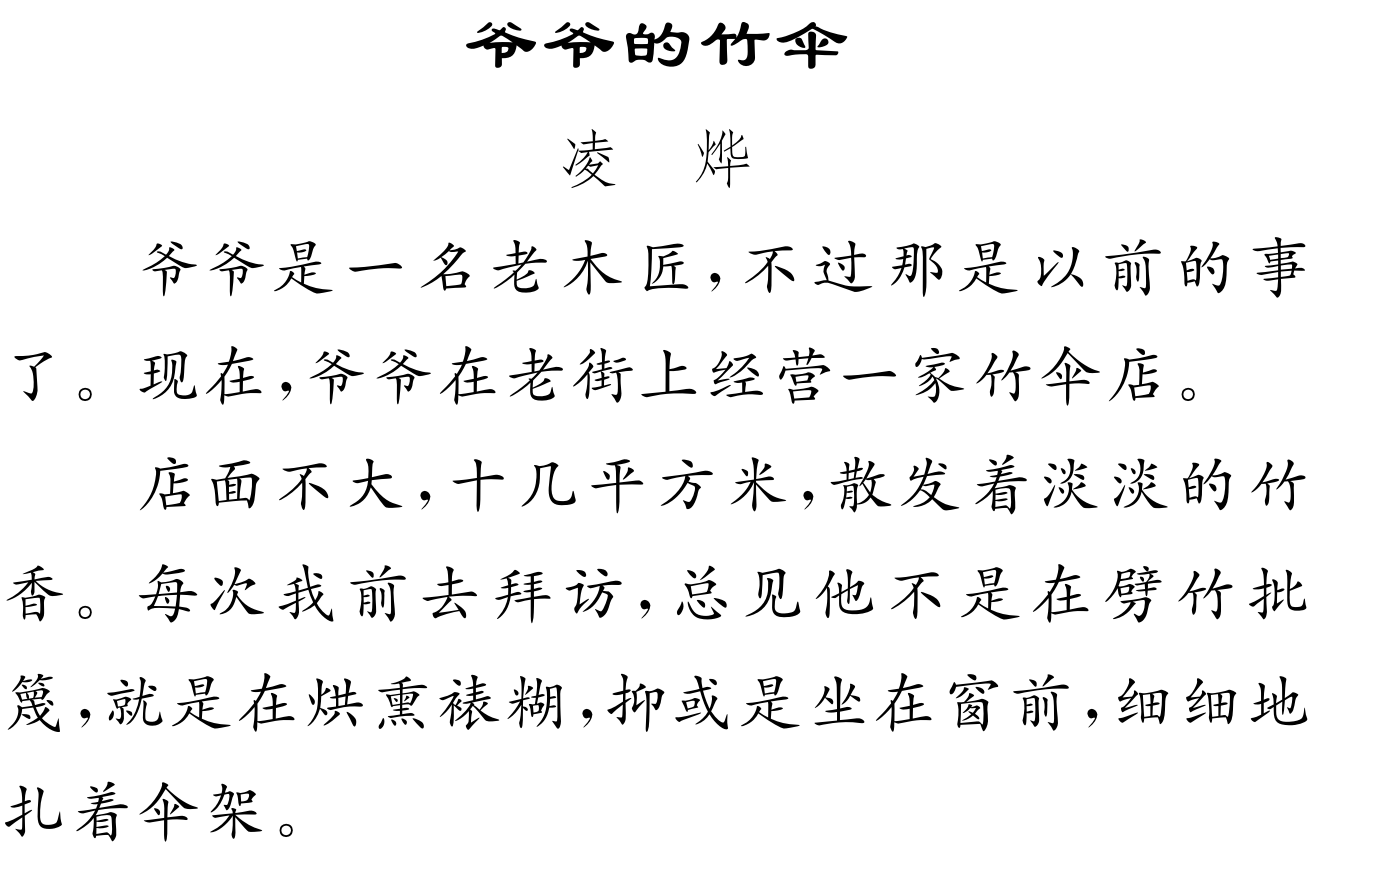 爷爷的竹伞
凌 烨
爷爷是一名老木匠，不过那是以前的事
了。现在，爷爷在老街上经营一家竹伞店。
店面不大，十几平方米，散发着淡淡的竹
香。每次我前去拜访，总见他不是在劈竹批
篾，就是在烘熏裱糊，抑或是坐在窗前，细细地
扎着伞架。